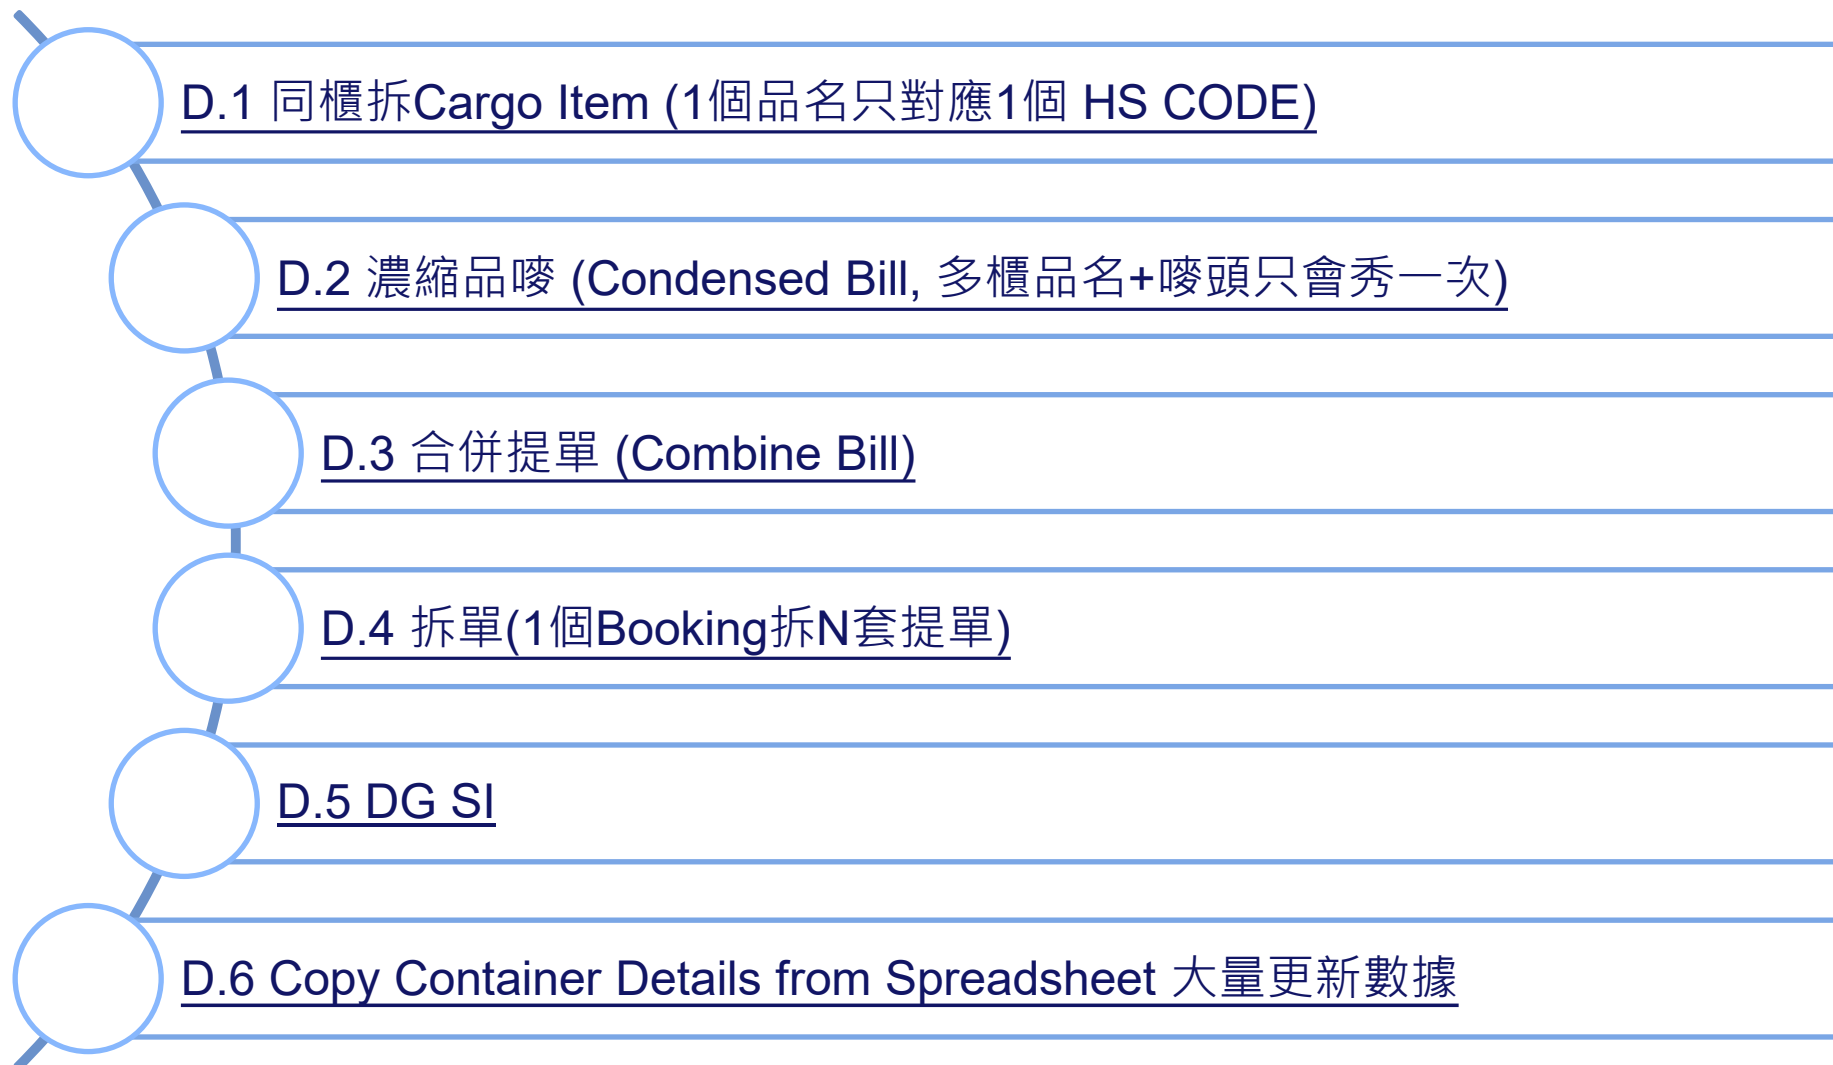 D.1 同櫃拆Cargo Item (1個品名只對應1個 HS CODE)
D.2 濃縮品嘜 (Condensed Bill, 多櫃品名+嘜頭只會秀一次)
D.3 合併提單 (Combine Bill)
D.4 拆單(1個Booking拆N套提單)
D.5 DG SI
D.6 Copy Container Details from Spreadsheet 大量更新數據